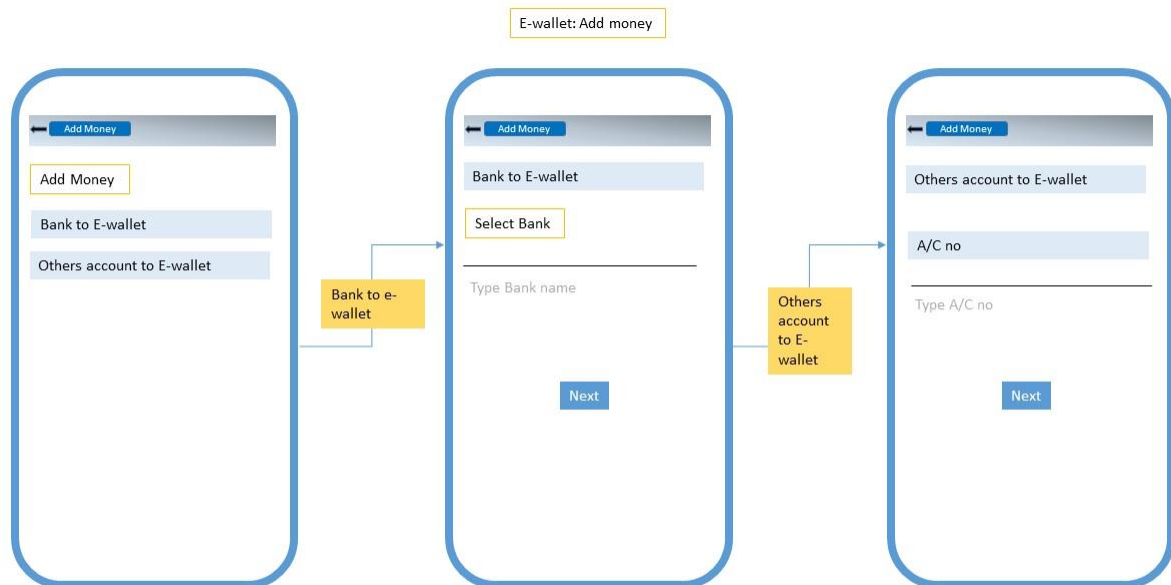 E-wallet: Add money
Add Money
Add Money
Bank to E-wallet
Others account to E-wallet
Bank to e-
wallet
Add Money
Bank to E-wallet
Select Bank
Type Bank name
Next
Others
account
to E-
wallet
Add Money
Others account to E-wallet
A/C no
Type A/C no
Next